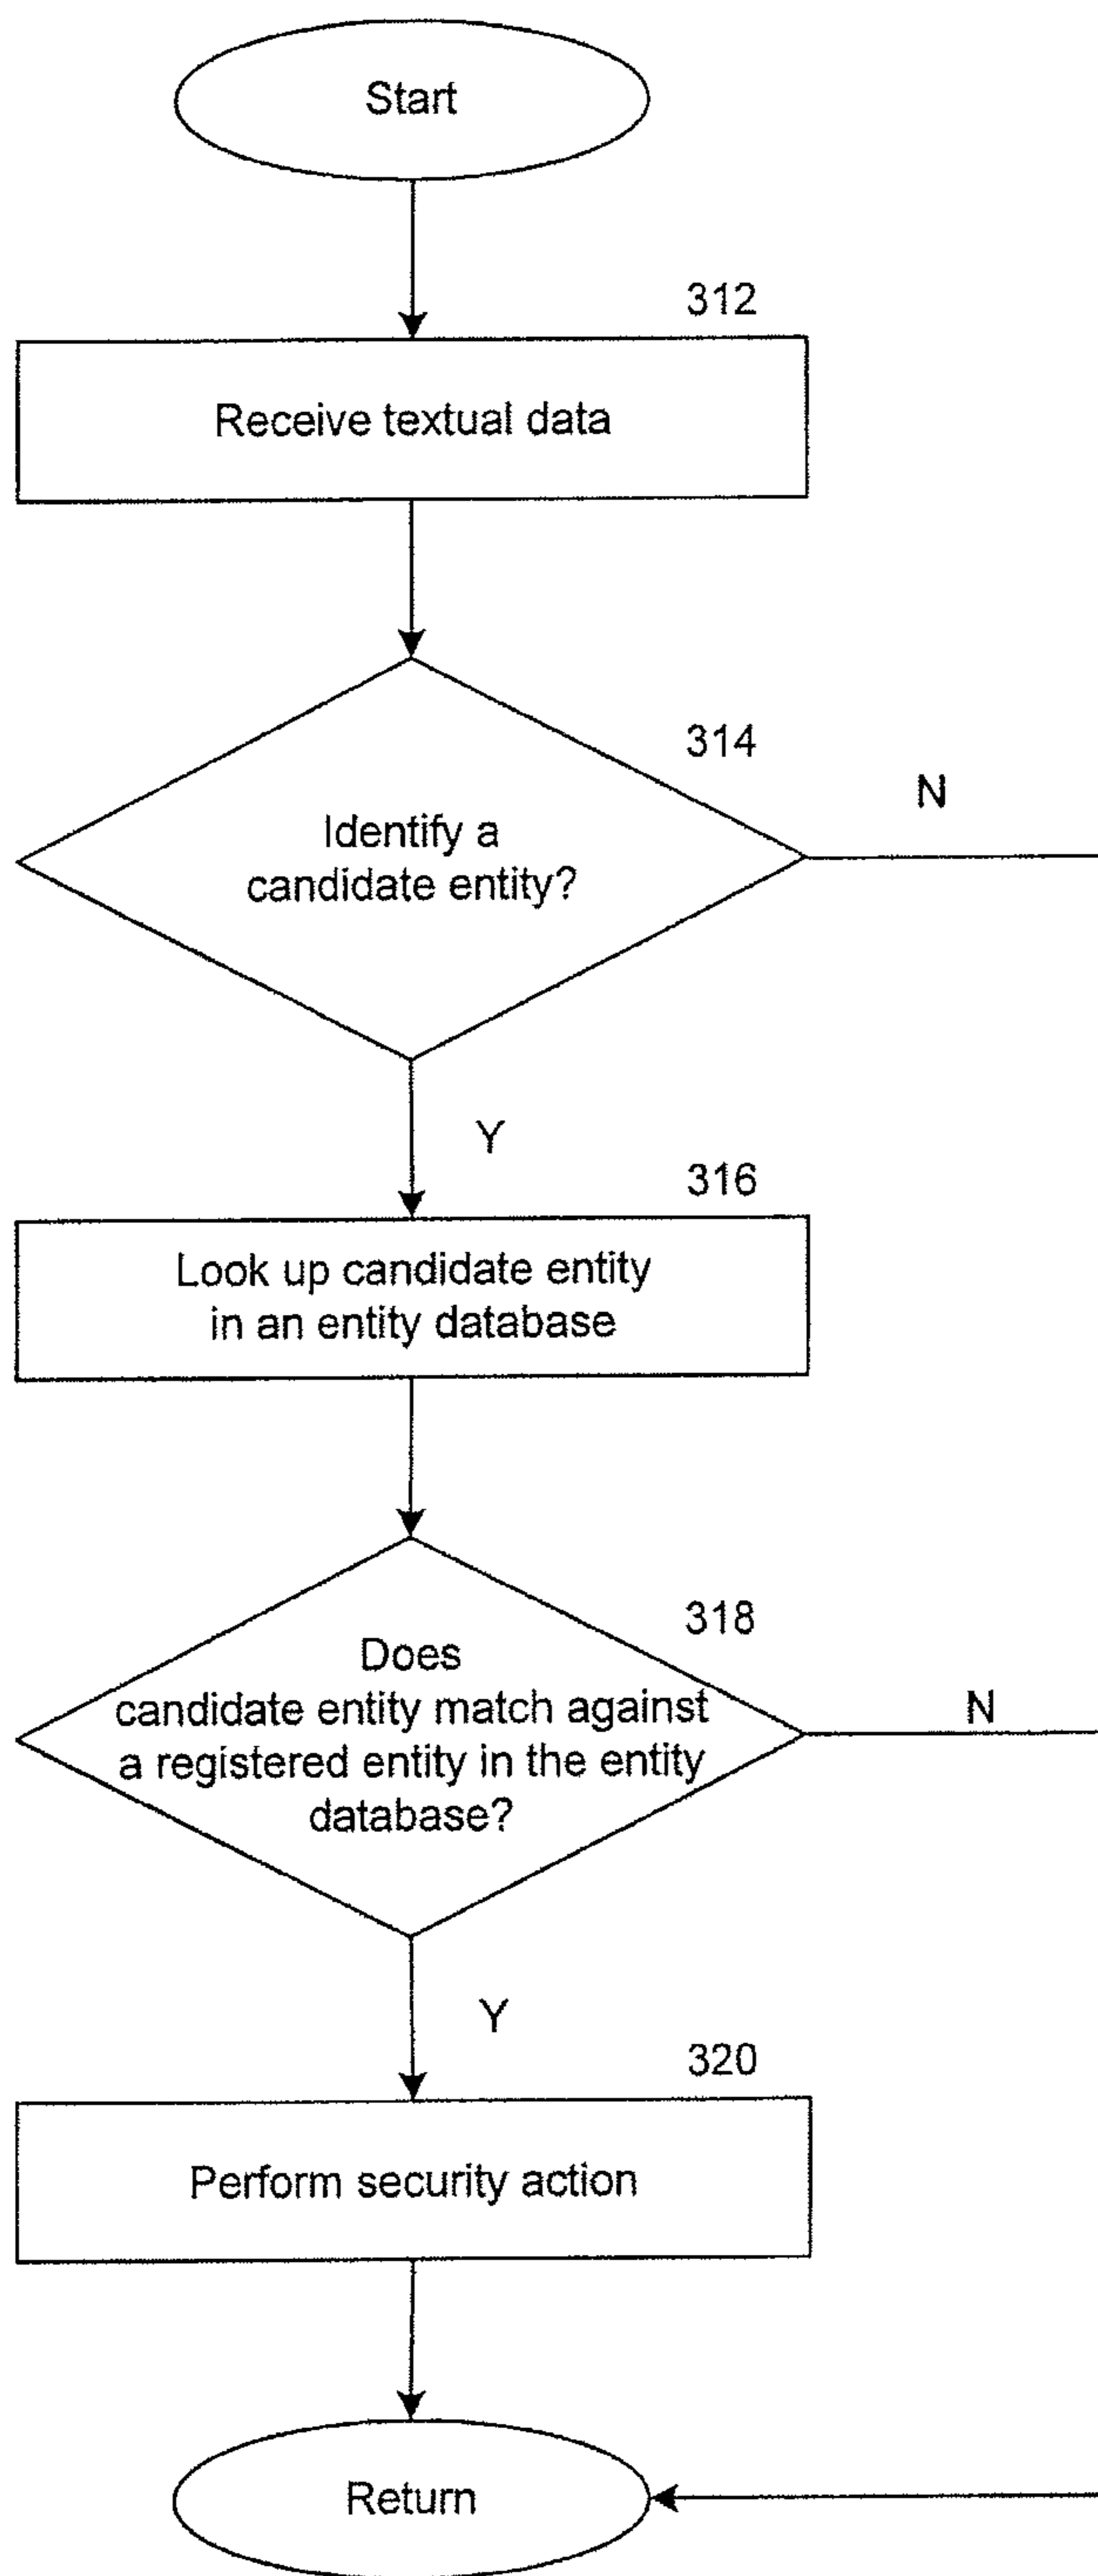 Start
312
Receive textual data
314
N
Identify a
candidate entity?
Y
316
Look up candidate entity
in an entity database
318
Does
candidate entity match against
N
a registered entity in the entity
database?
Y
320
Perform security action
Return